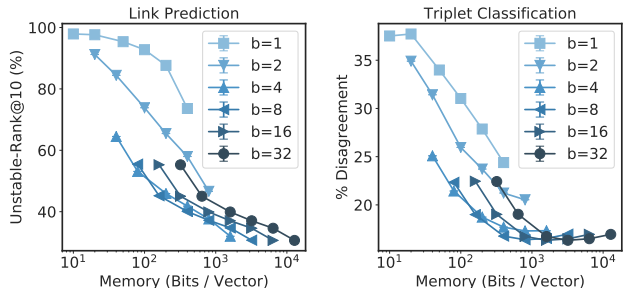 Link Prediction
100
80
60
40
Unstable-Rank@10 (%)
10¹ 10² 10³ 10⁴
Memory (Bits / Vector)
b=1
b=2
b=4
b=8
b=16
b=32
Triplet Classification
35
30
25
20
% Disagreement
10¹ 10² 10³ 10⁴
Memory (Bits / Vector)
b=1
b=2
b=4
b=8
b=16
b=32